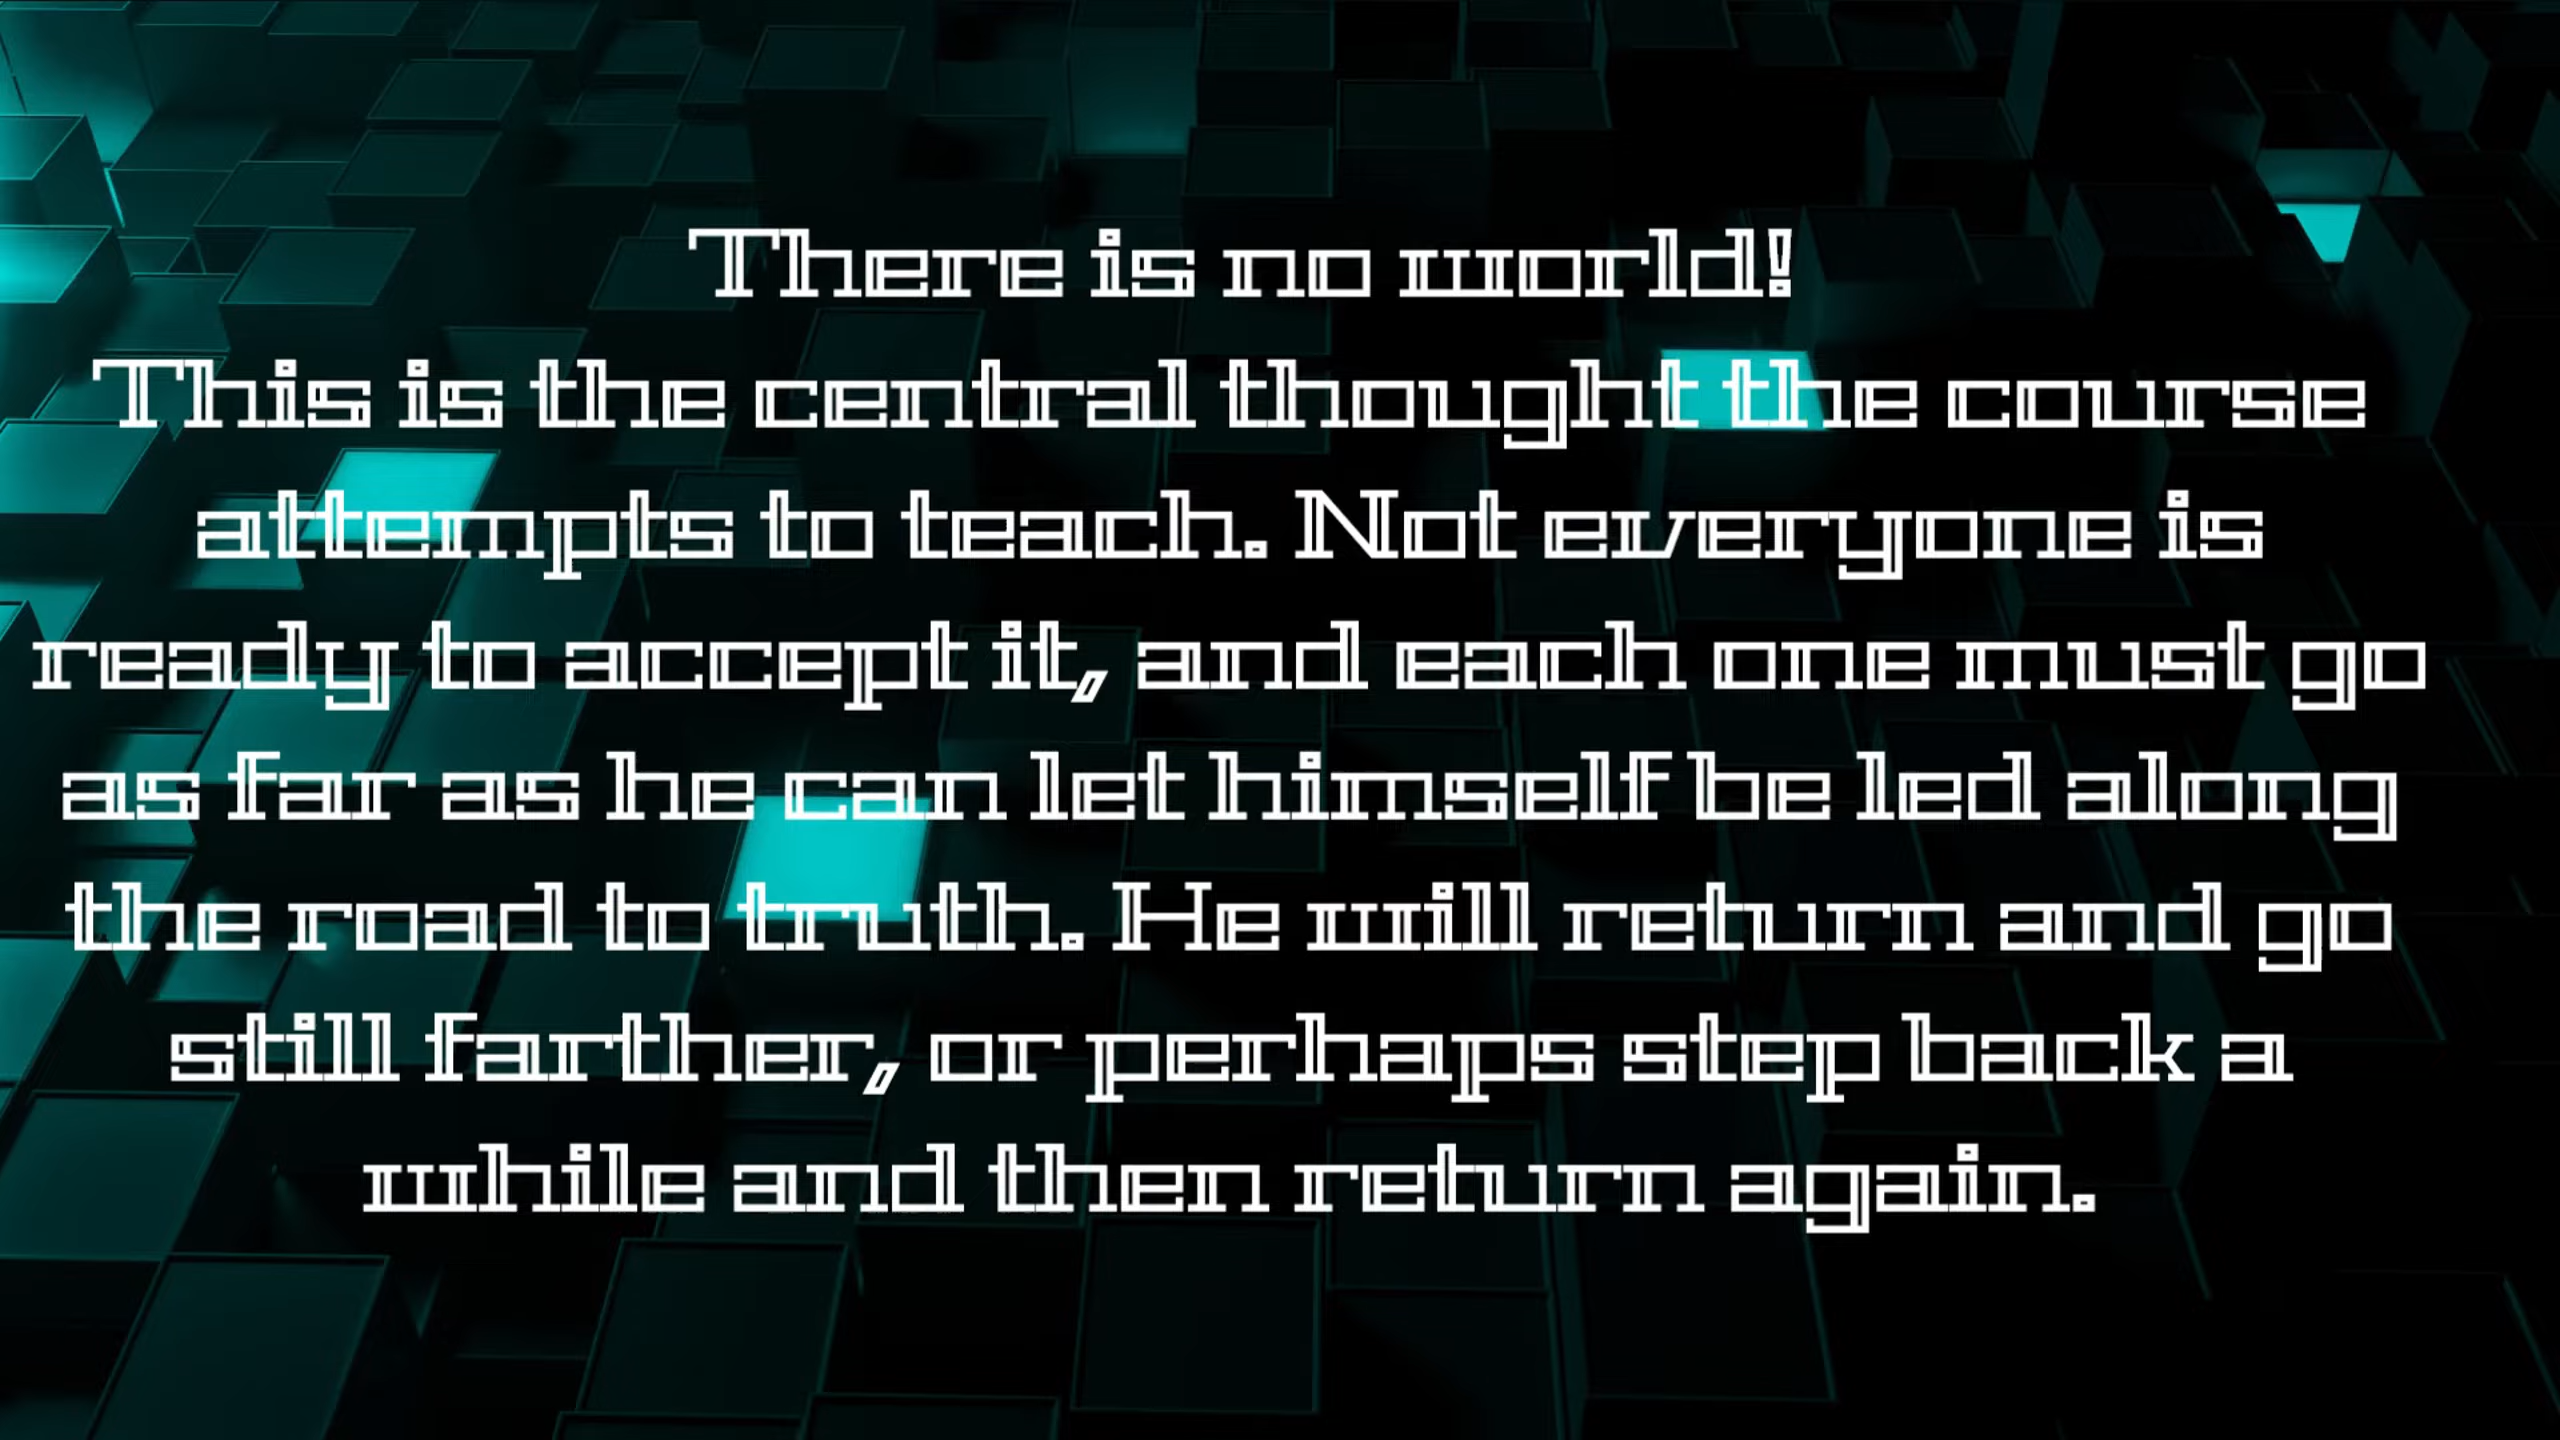 There is no world!
This is the central thought the course
attempts to teach. Not everyone is
ready to accept it, and each one must go
as far as he can let himself be led along
the road to truth. He will return and go
still farther, or perhaps step back a
while and then return again.